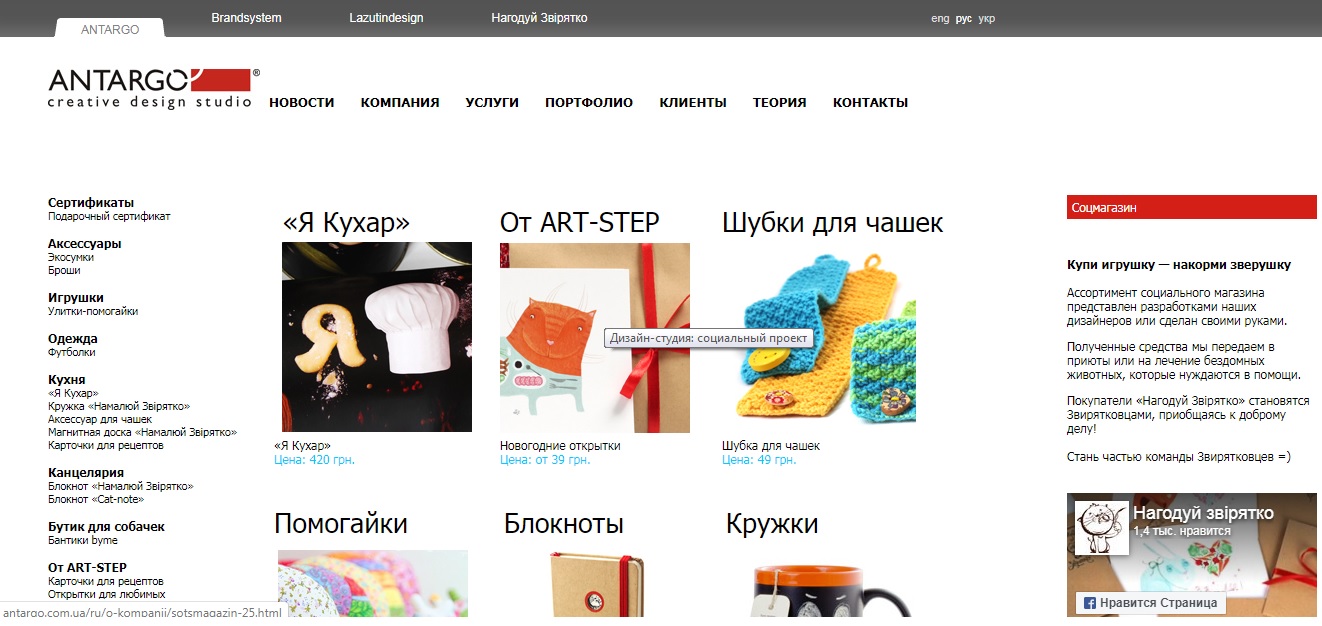 ANTARGO
Brandsystem
Lazutindesign
Нагодуй Звірятко
eng рус укр
ANTARGO®
creative design studio
НОВОСТИ КОМПАНИЯ УСЛУГИ ПОРТФОЛИО КЛИЕНТЫ ТЕОРИЯ КОНТАКТЫ
Сертификаты
Подарочный сертификат
Аксессуары
Экосумки
Броши
Игрушки
Улитки-помогайки
Одежда
Футболки
Кухня
«Я Кухар»
Кружка «Намалюй Звірятко»
Аксессуар для чашек
Магнитная доска «Намалюй Звірятко»
Карточки для рецептов
Канцелярия
Блокнот «Намалюй Звірятко»
Блокнот «Cat-note»
Бутик для собачек
Бантики byme
От ART-STEP
Карточки для рецептов
Открытки для любимых
antargo.com.ua/ru/o-kompanii/sotsmagazin-25.html
«Я Кухар»
Я
«Я Кухар»
Цена: 420 грн.
От ART-STEP
Дизайн-студия: социальный проект
Новогодние открытки
Цена: от 39 грн.
Шубки для чашек
Шубка для чашек
Цена: 49 грн.
Помогайки
Блокноты
Кружки
Соцмагазин
Купи игрушку — накорми зверушку
Ассортимент социального магазина
представлен разработками наших
дизайнеров или сделан своими руками.
Полученные средства мы передаем в
приюты или на лечение бездомных
животных, которые нуждаются в помощи.
Покупатели «Нагодуй Звірятко» становятся
Звирятковцами, приобщаясь к доброму
делу!
Стань частью команды Звирятковцев =)
Нагодуй звірятко
1,4 тыс. нравится
Нравится Страница